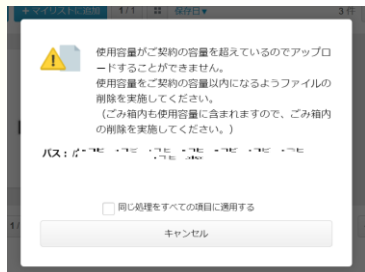 +マイリストに追加 1/1 保存日▼ 3件
使用容量がご契約の容量を超えているのでアップロ
ードすることができません。
使用容量をご契約の容量以内になるようファイルの
削除を実施してください。
（ごみ箱内も使用容量に含まれますので、ごみ箱内
の削除を実施してください。）
パス：
同じ処理をすべての項目に適用する
キャンセル